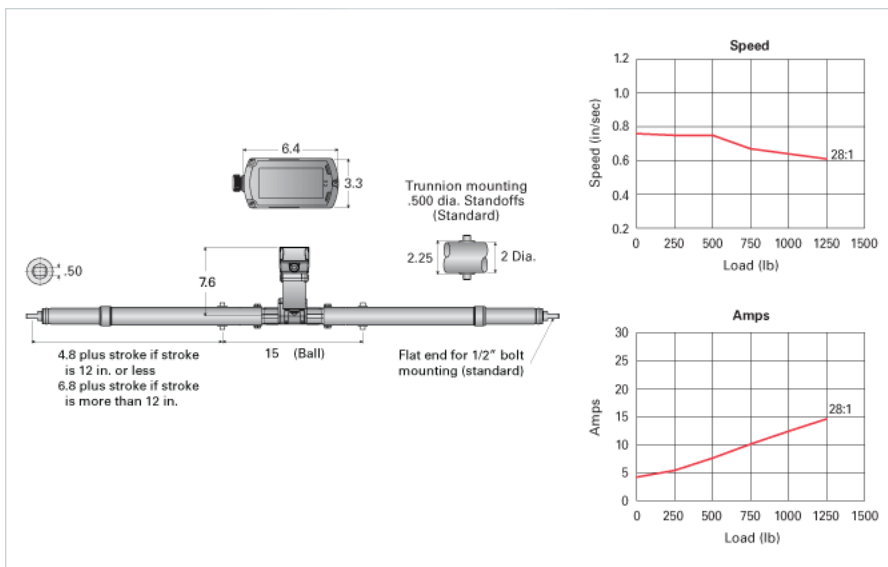 6.4
3.3
Trunnion mounting
.500 dia. Standoffs
(Standard)
2.25
2 Dia.
.50
7.6
15 (Ball)
4.8 plus stroke if stroke
is 12 in. or less
6.8 plus stroke if stroke
is more than 12 in.
Flat end for 1/2" bolt
mounting (standard)
Speed
Speed (in/sec)
1.2
1.0
0.8
0.6
0.4
0.2
28:1
0 250 500 750 1000 1250 1500
Load (lb)
Amps
Amps
30
25
20
15
10
5
0
28:1
0 250 500 750 1000 1250 1500
Load (lb)